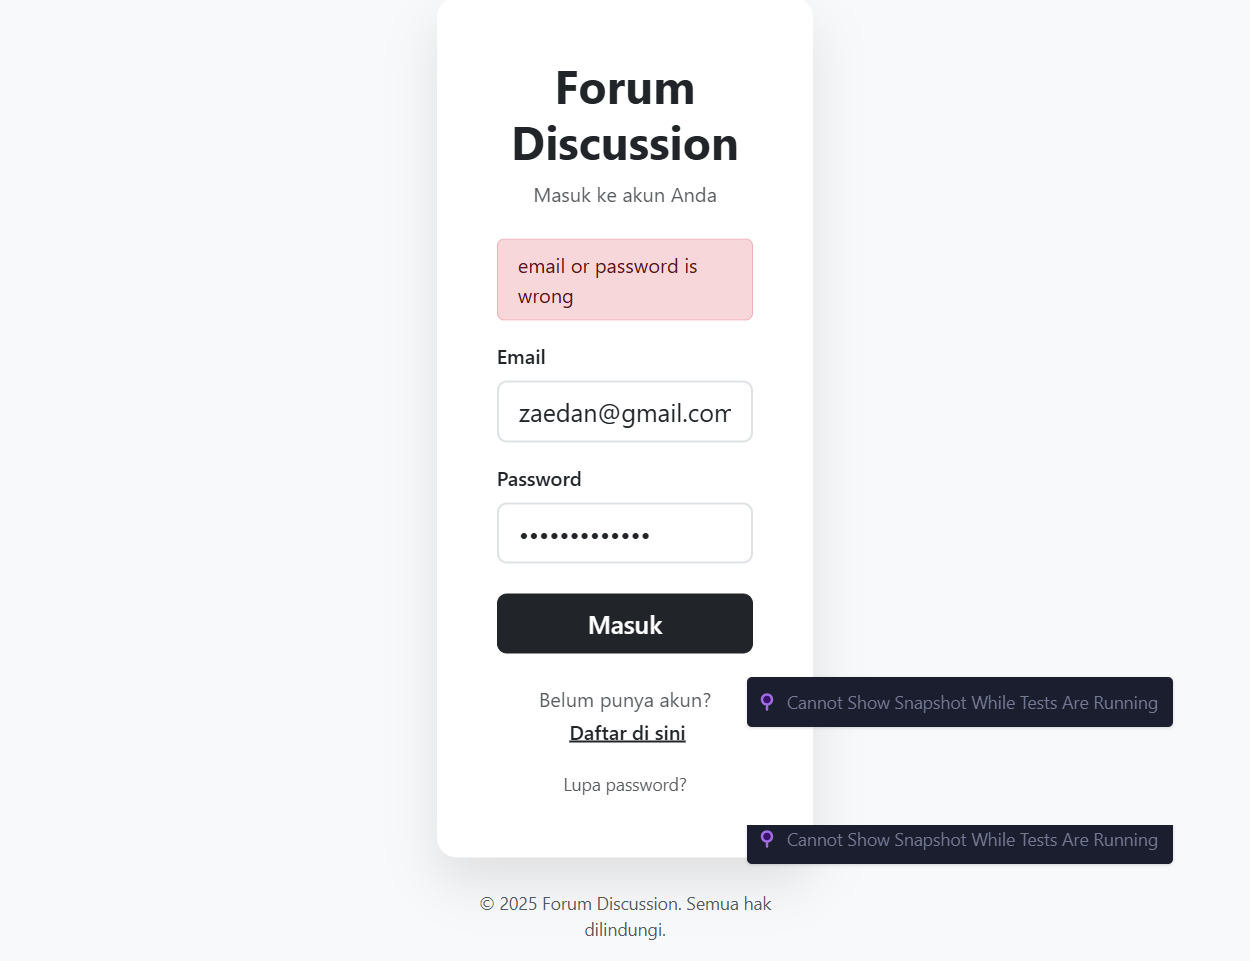 Forum
Discussion
Masuk ke akun Anda
email or password is
wrong
Email
zaedan@gmail.com
Password
•••••••••••••
Masuk
Belum punya akun?
Daftar di sini
Cannot Show Snapshot While Tests Are Running
Lupa password?
Cannot Show Snapshot While Tests Are Running
© 2025 Forum Discussion. Semua hak
dilindungi.